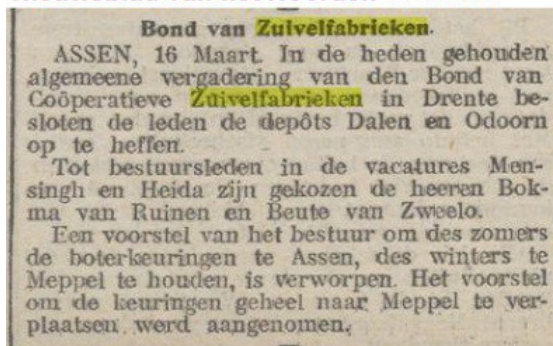 Bond van Zuivelfabrieken.
ASSEN, 16 Maart. In de heden gehouden
algemeene vergadering van den Bond van
Coöperatieve Zuivelfabrieken in Drente be-
sloten de leden de depôts Dalen en Odoorn
op te heffen.
Tot bestuursleden in de vacatures Men-
singh en Heida zijn gekozen de heeren Bok-
ma van Ruinen en Beute van Zweelo.
Een voorstel van het bestuur om des zomers
de boterkeuringen te Assen, des winters te
Meppel te houden, is verworpen. Het voorstel
om de keuringen geheel naar Meppel te ver-
plaatsen werd aangenomen.